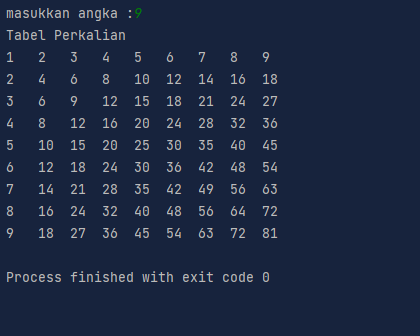 masukkan angka :9
Tabel Perkalian
1 2 3 4 5 6 7 8 9
2 4 6 8 10 12 14 16 18
3 6 9 12 15 18 21 24 27
4 8 12 16 20 24 28 32 36
5 10 15 20 25 30 35 40 45
6 12 18 24 30 36 42 48 54
7 14 21 28 35 42 49 56 63
8 16 24 32 40 48 56 64 72
9 18 27 36 45 54 63 72 81
Process finished with exit code 0